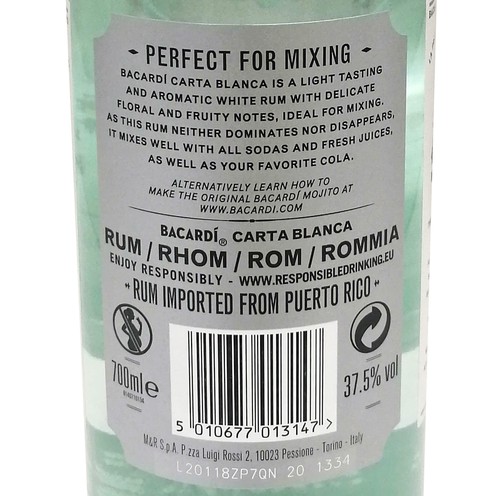 PERFECT FOR MIXING
BACARDÍ CARTA BLANCA IS A LIGHT TASTING
AND AROMATIC WHITE RUM WITH DELICATE
FLORAL AND FRUITY NOTES, IDEAL FOR MIXING.
AS THIS RUM NEITHER DOMINATES NOR DISAPPEARS,
IT MIXES WELL WITH ALL SODAS AND FRESH JUICES,
AS WELL AS YOUR FAVORITE COLA.
ALTERNATIVELY LEARN HOW TO
MAKE THE ORIGINAL BACARDÍ MOJITO AT
WWW.BACARDI.COM
BACARDÍ® CARTA BLANCA
RUM / RHOM / ROM / ROMMIA
ENJOY RESPONSIBLY - WWW.RESPONSIBLEDRINKING.EU
RUM IMPORTED FROM PUERTO RICO
700ml e
37.5% vol
5 010677 013147 >
M&R S.p.A. P.zza Luigi Rossi 2, 10023 Pessione - Torino - Italy
L20118ZP7QN 20 1334